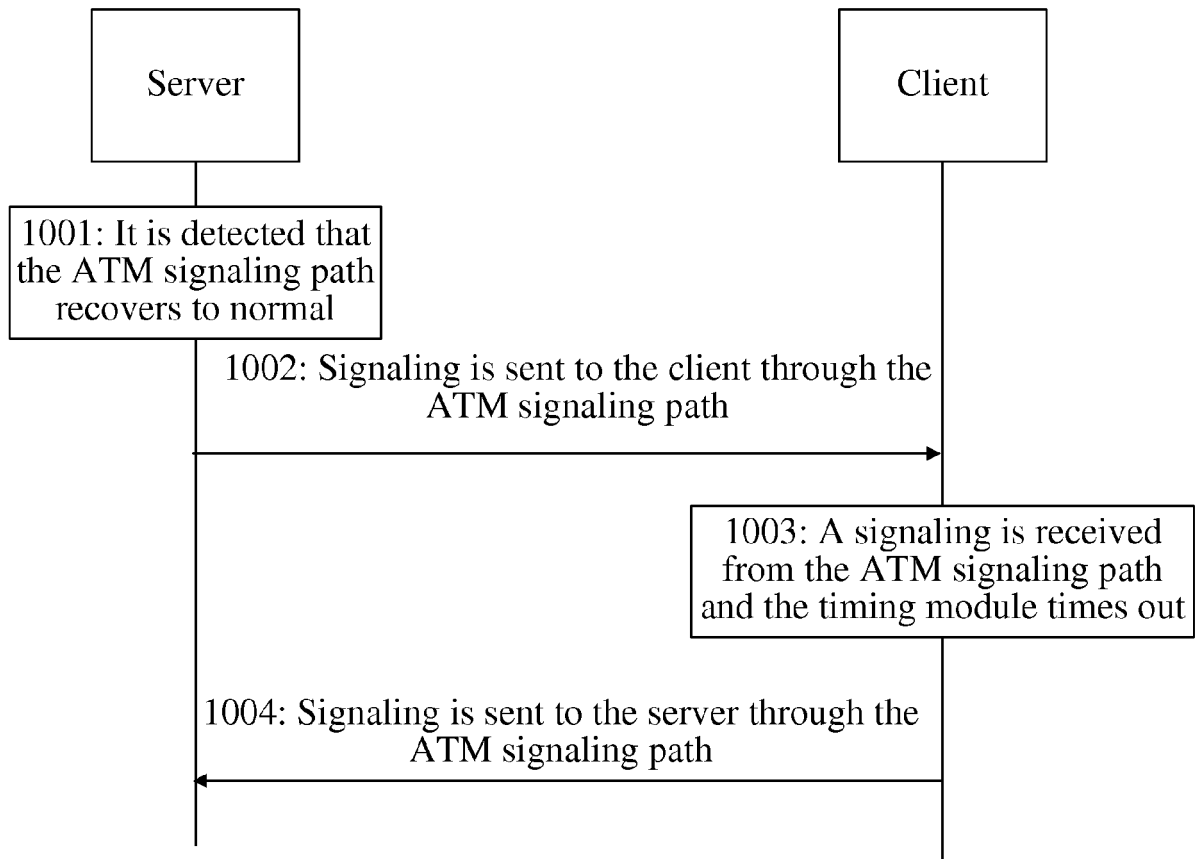 Server
Client
1001: It is detected that
the ATM signaling path
recovers to normal
1002: Signaling is sent to the client through the
ATM signaling path
1003: A signaling is received
from the ATM signaling path
and the timing module times out
1004: Signaling is sent to the server through the
ATM signaling path